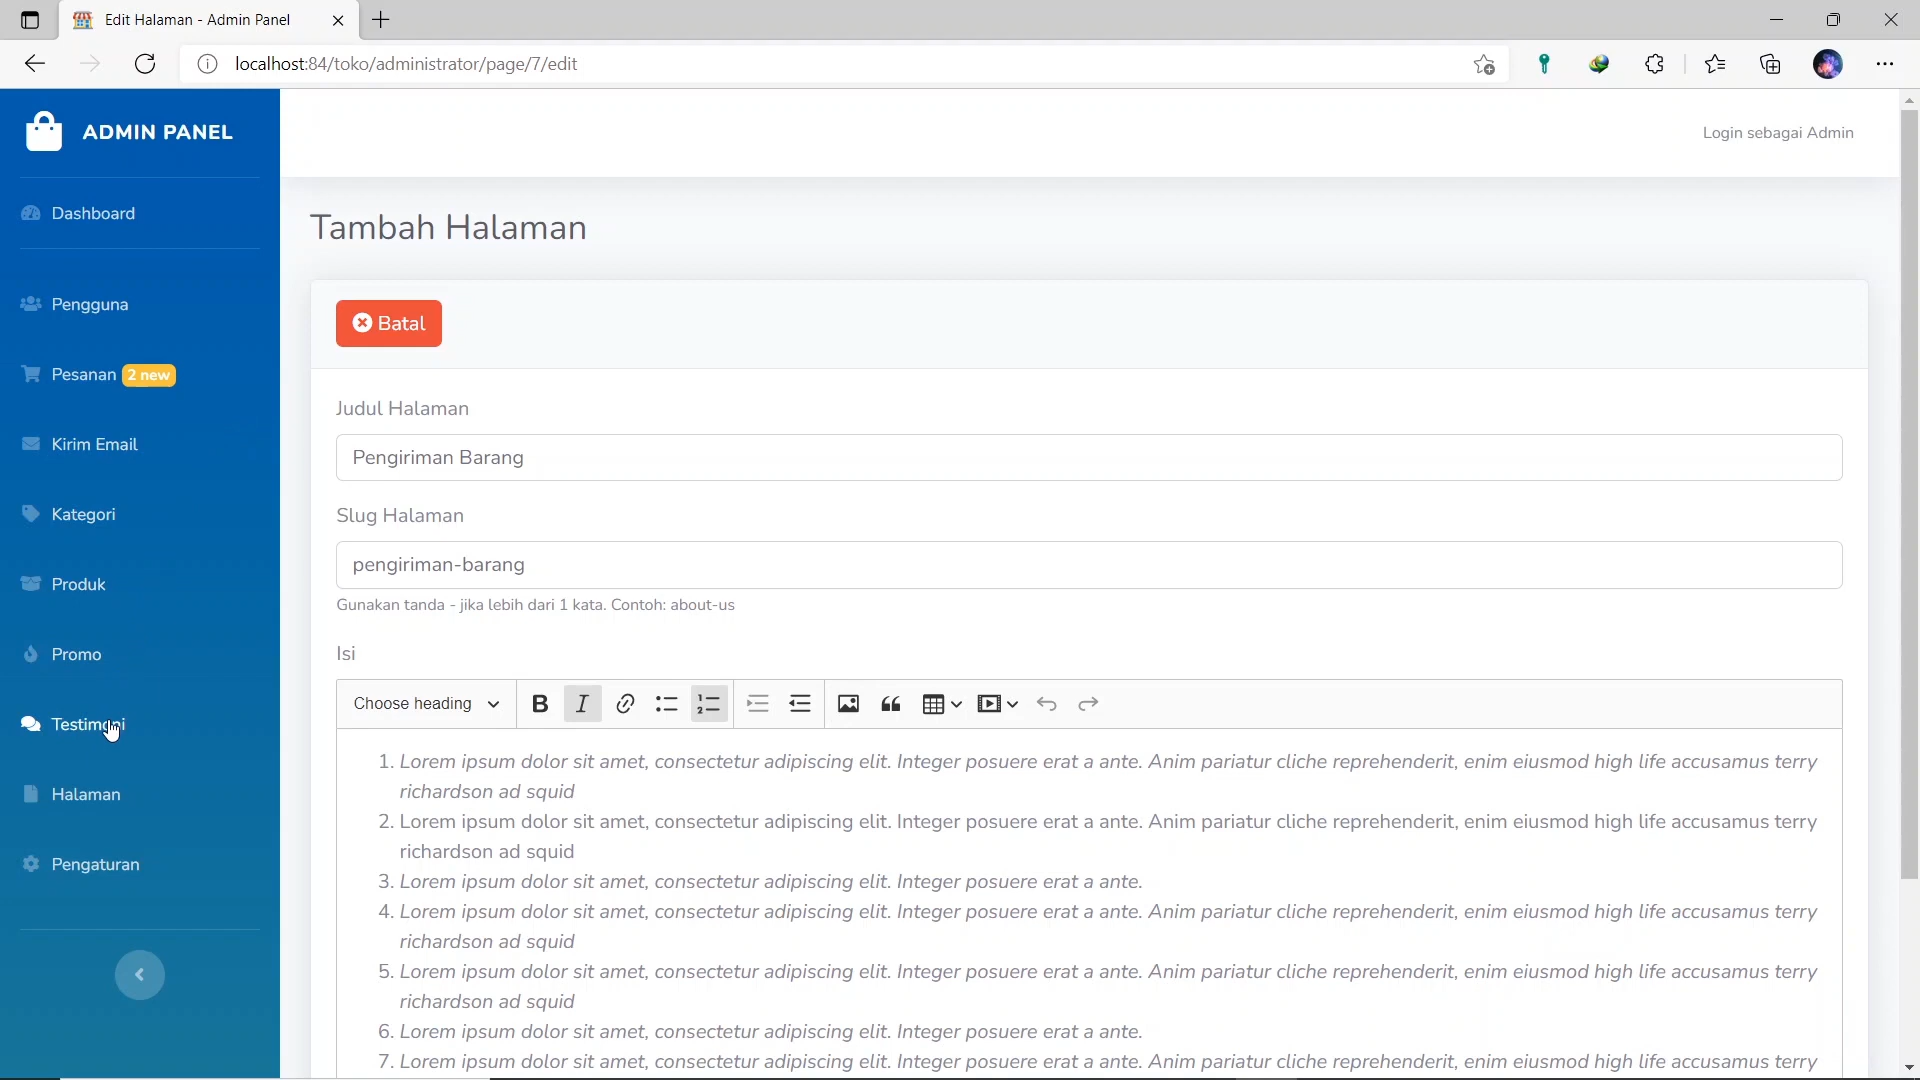 Edit Halaman - Admin Panel
localhost:84/toko/administrator/page/7/edit
ADMIN PANEL
Login sebagai Admin
Dashboard
Pengguna
Pesanan 2 new
Kirim Email
Kategori
Produk
Promo
Testimoni
Halaman
Pengaturan
Tambah Halaman
Batal
Judul Halaman
Pengiriman Barang
Slug Halaman
pengiriman-barang
Gunakan tanda - jika lebih dari 1 kata. Contoh: about-us
Isi
Choose heading
1. Lorem ipsum dolor sit amet, consectetur adipiscing elit. Integer posuere erat a ante. Anim pariatur cliche reprehenderit, enim eiusmod high life accusamus terry
richardson ad squid
2. Lorem ipsum dolor sit amet, consectetur adipiscing elit. Integer posuere erat a ante. Anim pariatur cliche reprehenderit, enim eiusmod high life accusamus terry
richardson ad squid
3. Lorem ipsum dolor sit amet, consectetur adipiscing elit. Integer posuere erat a ante.
4. Lorem ipsum dolor sit amet, consectetur adipiscing elit. Integer posuere erat a ante. Anim pariatur cliche reprehenderit, enim eiusmod high life accusamus terry
richardson ad squid
5. Lorem ipsum dolor sit amet, consectetur adipiscing elit. Integer posuere erat a ante. Anim pariatur cliche reprehenderit, enim eiusmod high life accusamus terry
richardson ad squid
6. Lorem ipsum dolor sit amet, consectetur adipiscing elit. Integer posuere erat a ante.
7. Lorem ipsum dolor sit amet, consectetur adipiscing elit. Integer posuere erat a ante. Anim pariatur cliche reprehenderit, enim eiusmod high life accusamus terry